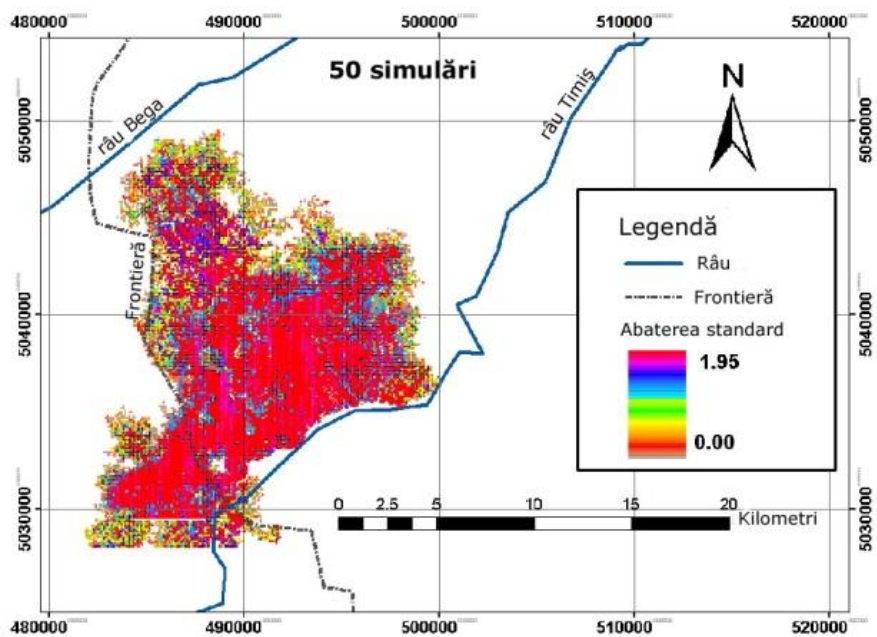 480000 490000 500000 510000 520000
50 simulări
râu Bega
râu Timiș
N
5050000 5050000
Frontieră
Legendă
Râu
Frontieră
Abaterea standard
1.95
0.00
5040000 5040000
0 2.5 5 10 15 20
Kilometri
5030000 5030000
480000 490000 500000 510000 520000